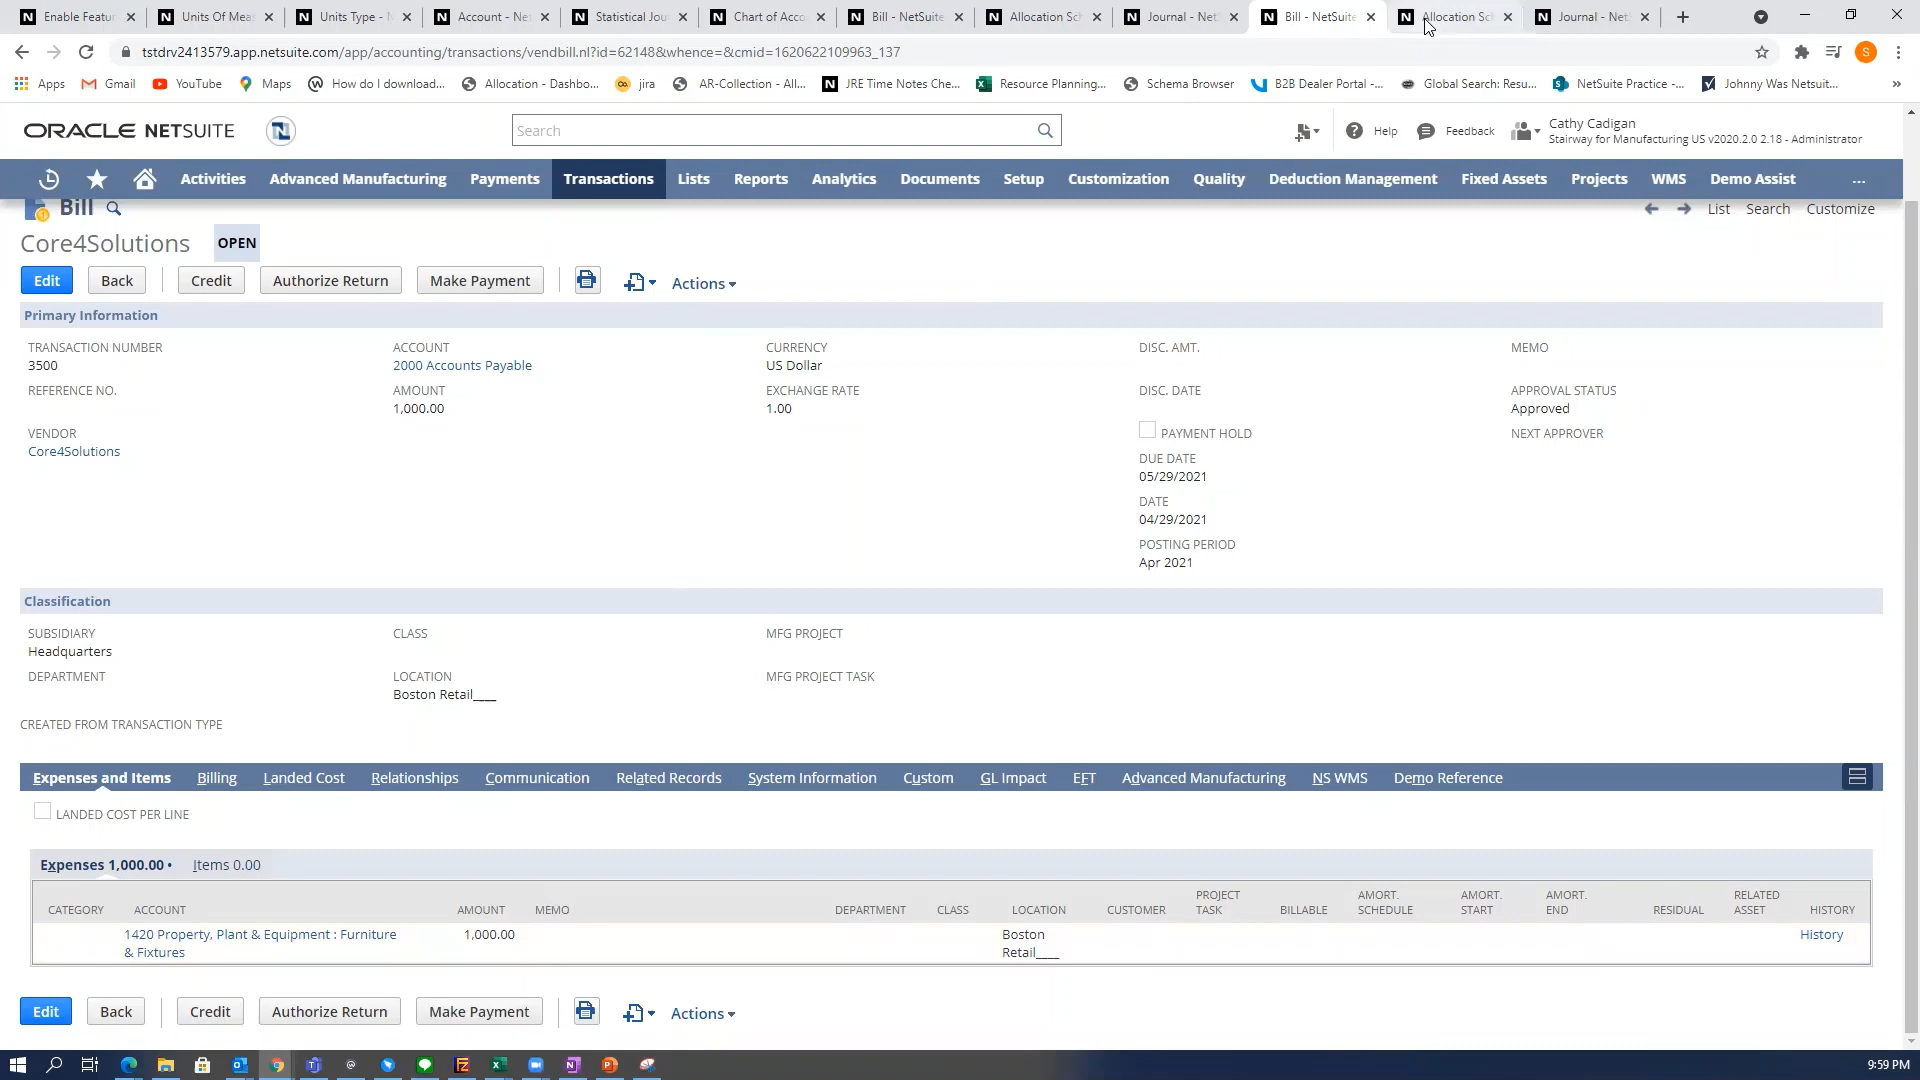 Enable Featur
Units Of Meas
Units Type - N
Account - Net
Statistical Jou
Chart of Acco
Bill - NetSuite
Allocation Sch
Journal - NetS
Bill - NetSuite
Allocation Sch
Journal - NetS
tstdrv2413579.app.netsuite.com/app/accounting/transactions/vendbill.nl?id=62148&whence=&cmid=1620622109963_137
S
Apps
Gmail
YouTube
Maps
How do I download...
Allocation - Dashbo...
jira
AR-Collection - All...
JRE Time Notes Che...
Resource Planning...
Schema Browser
B2B Dealer Portal -...
Global Search: Resu...
NetSuite Practice -...
Johnny Was Netsuit...
»
ORACLE NETSUITE
Search
Help
Feedback
Cathy Cadigan
Stairway for Manufacturing US v2020.2.0 2.18 - Administrator
Activities
Advanced Manufacturing
Payments
Transactions
Lists
Reports
Analytics
Documents
Setup
Customization
Quality
Deduction Management
Fixed Assets
Projects
WMS
Demo Assist
...
Bill
List
Search
Customize
Core4Solutions
OPEN
Edit
Back
Credit
Authorize Return
Make Payment
Actions
Primary Information
TRANSACTION NUMBER
3500
REFERENCE NO.
VENDOR
Core4Solutions
ACCOUNT
2000 Accounts Payable
AMOUNT
1,000.00
CURRENCY
US Dollar
EXCHANGE RATE
1.00
DISC. AMT.
DISC. DATE
PAYMENT HOLD
DUE DATE
05/29/2021
DATE
04/29/2021
POSTING PERIOD
Apr 2021
MEMO
APPROVAL STATUS
Approved
NEXT APPROVER
Classification
SUBSIDIARY
Headquarters
DEPARTMENT
CLASS
LOCATION
Boston Retail____
MFG PROJECT
MFG PROJECT TASK
CREATED FROM TRANSACTION TYPE
Expenses and Items
Billing
Landed Cost
Relationships
Communication
Related Records
System Information
Custom
GL Impact
EFT
Advanced Manufacturing
NS WMS
Demo Reference
LANDED COST PER LINE
Expenses 1,000.00 •
Items 0.00
CATEGORY
ACCOUNT
AMOUNT
MEMO
DEPARTMENT
CLASS
LOCATION
CUSTOMER
PROJECT TASK
BILLABLE
AMORT. SCHEDULE
AMORT. START
AMORT. END
RESIDUAL
RELATED ASSET
HISTORY
1420 Property, Plant & Equipment : Furniture
& Fixtures
1,000.00
Boston
Retail____
History
Edit
Back
Credit
Authorize Return
Make Payment
Actions
9:59 PM